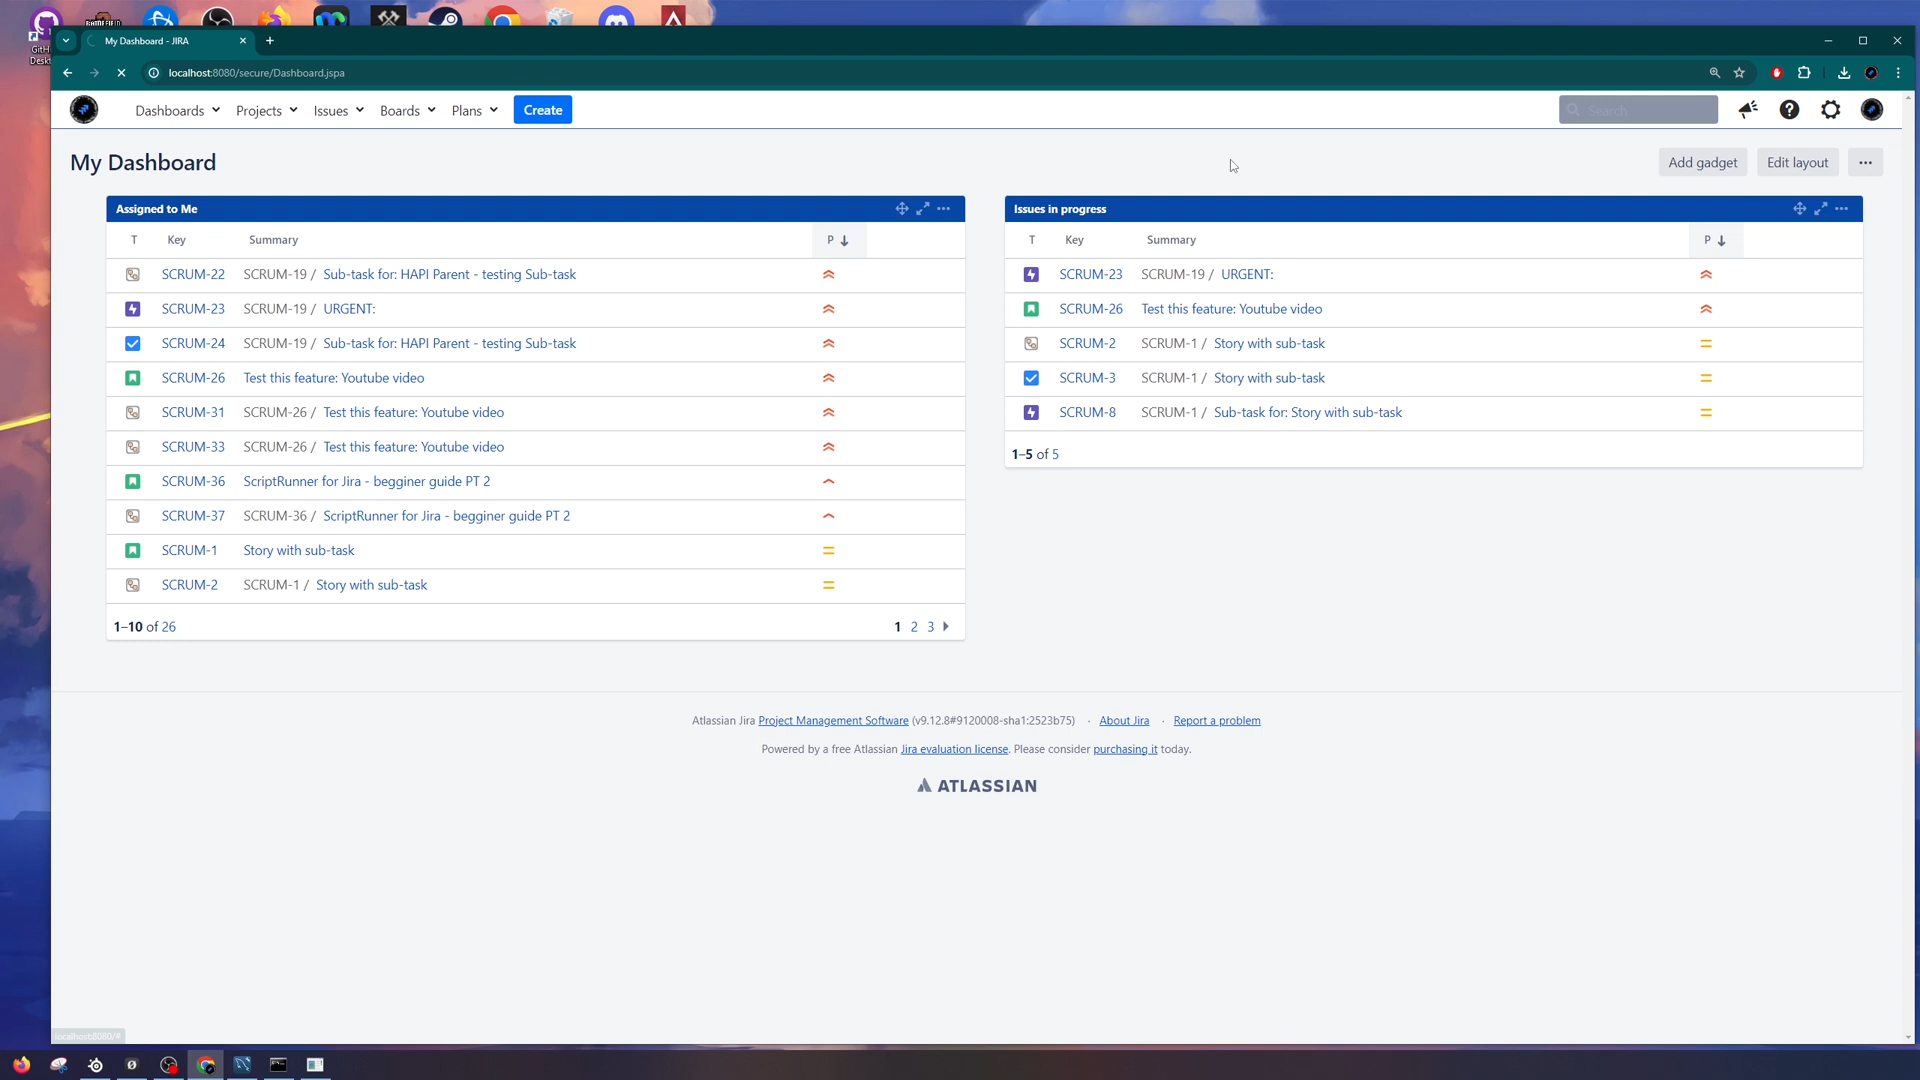 GitH
Desk
My Dashboard - JIRA
localhost:8080/secure/Dashboard.jspa
Dashboards Projects Issues Boards Plans Create Search
My Dashboard Add gadget Edit layout
Assigned to Me
T Key Summary P
SCRUM-22 SCRUM-19 / Sub-task for: HAPI Parent - testing Sub-task
SCRUM-23 SCRUM-19 / URGENT:
SCRUM-24 SCRUM-19 / Sub-task for: HAPI Parent - testing Sub-task
SCRUM-26 Test this feature: Youtube video
SCRUM-31 SCRUM-26 / Test this feature: Youtube video
SCRUM-33 SCRUM-26 / Test this feature: Youtube video
SCRUM-36 ScriptRunner for Jira - begginer guide PT 2
SCRUM-37 SCRUM-36 / ScriptRunner for Jira - begginer guide PT 2
SCRUM-1 Story with sub-task
SCRUM-2 SCRUM-1 / Story with sub-task
1–10 of 26 1 2 3
Issues in progress
T Key Summary P
SCRUM-23 SCRUM-19 / URGENT:
SCRUM-26 Test this feature: Youtube video
SCRUM-2 SCRUM-1 / Story with sub-task
SCRUM-3 SCRUM-1 / Story with sub-task
SCRUM-8 SCRUM-1 / Sub-task for: Story with sub-task
1–5 of 5
Atlassian Jira Project Management Software (v9.12.8#9120008-sha1:2523b75) · About Jira · Report a problem
Powered by a free Atlassian Jira evaluation license. Please consider purchasing it today.
ATLASSIAN
localhost:8080/#